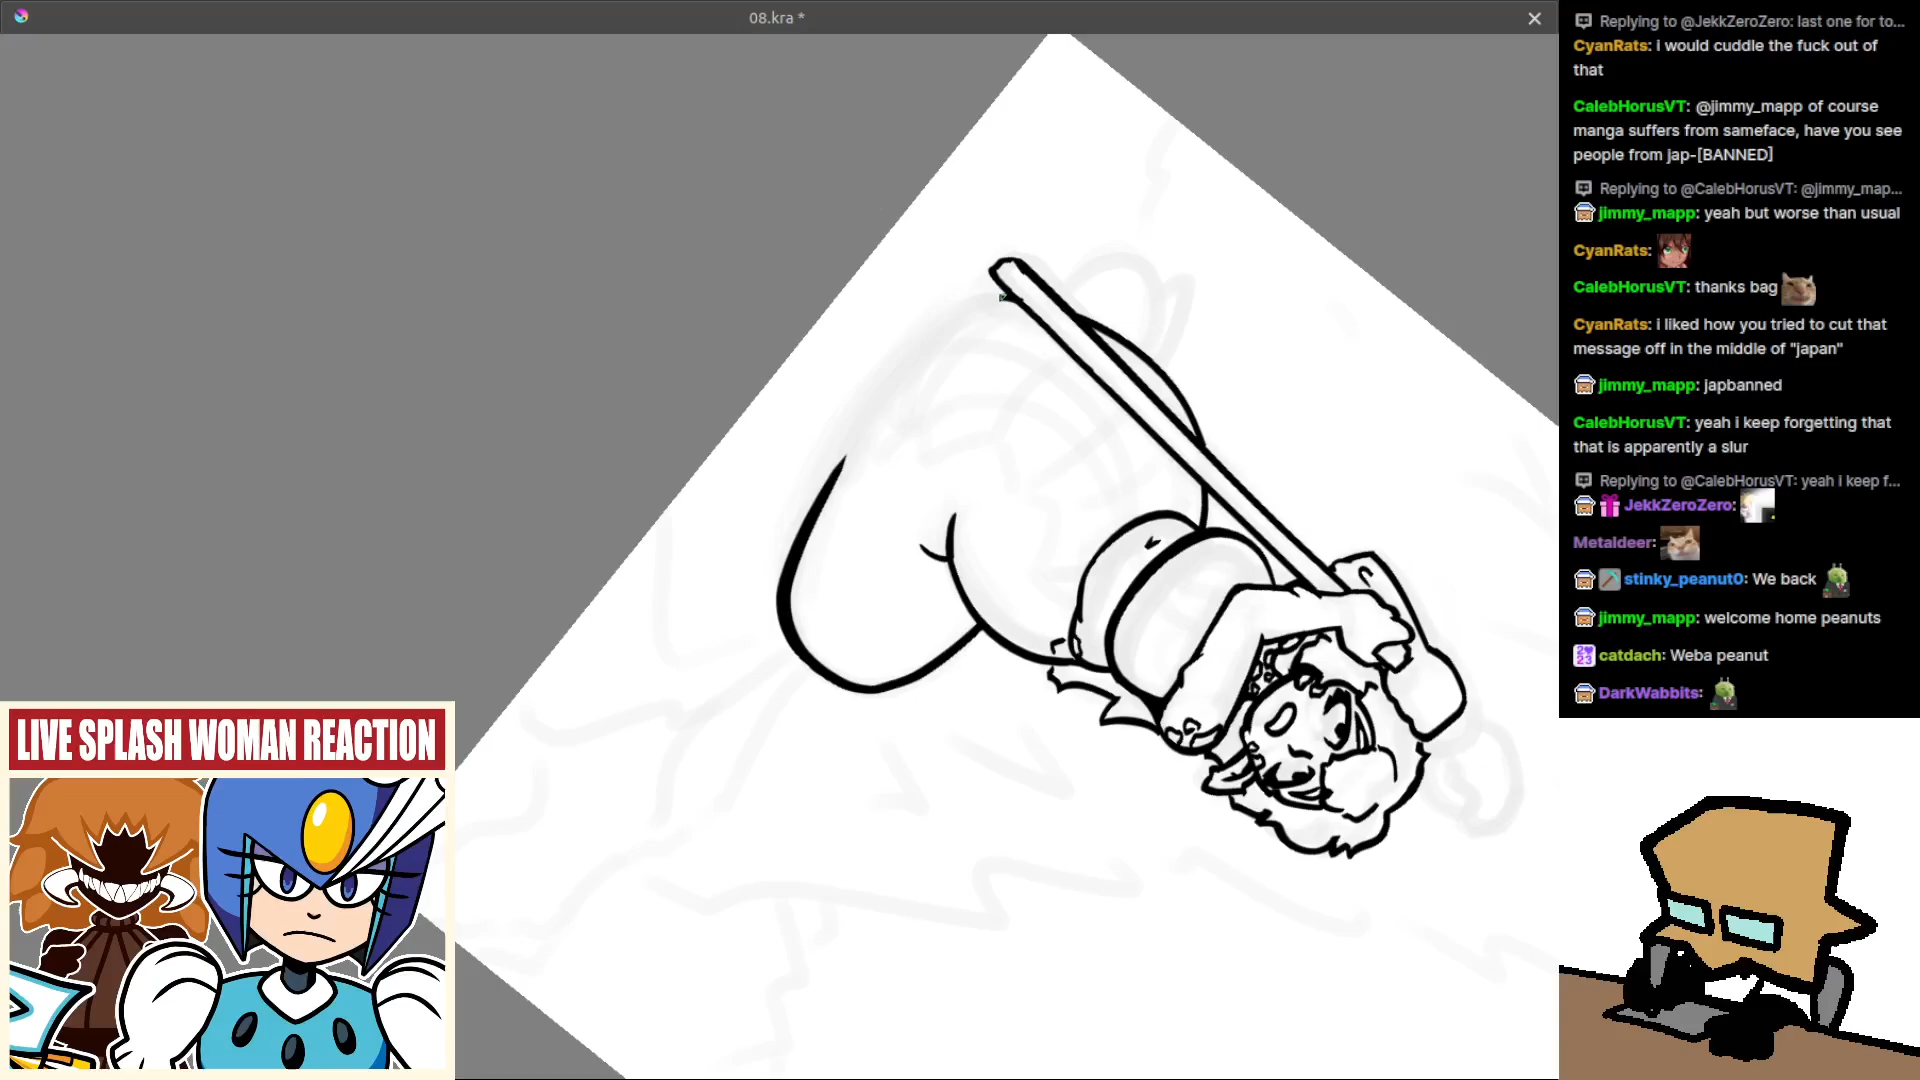 08.kra *
Replying to @JekkZeroZero: last one for to...
CyanRats: i would cuddle the fuck out of
that
CalebHorusVT: @jimmy_mapp of course
manga suffers from sameface, have you see
people from jap-[BANNED]
Replying to @CalebHorusVT: @jimmy_map...
jimmy_mapp: yeah but worse than usual
CyanRats:
CalebHorusVT: thanks bag
CyanRats: i liked how you tried to cut that
message off in the middle of "japan"
jimmy_mapp: japbanned
CalebHorusVT: yeah i keep forgetting that
that is apparently a slur
Replying to @CalebHorusVT: yeah i keep f...
JekkZeroZero:
Metaldeer:
stinky_peanut0: We back
jimmy_mapp: welcome home peanuts
catdach: Weba peanut
DarkWabbits:
LIVE SPLASH WOMAN REACTION